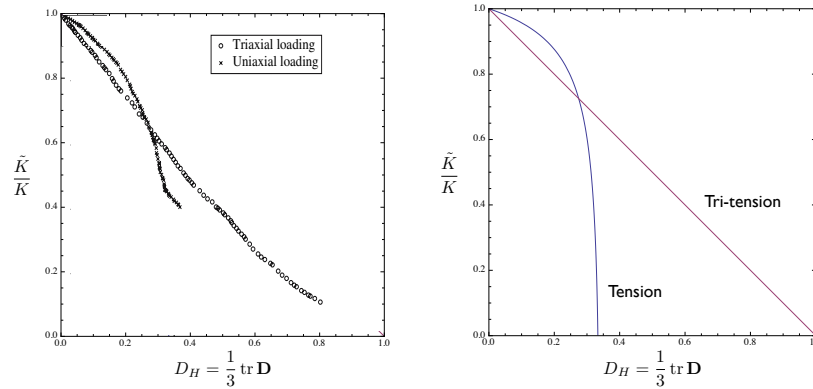 1.0
0.8
0.6
0.4
0.2
0.0
0.0 0.2 0.4 0.6 0.8 1.0
Triaxial loading
Uniaxial loading
K̃/K
D_H = 1/3 tr D
1.0
0.8
0.6
0.4
0.2
0.0
0.0 0.2 0.4 0.6 0.8 1.0
Tri-tension
Tension
K̃/K
D_H = 1/3 tr D